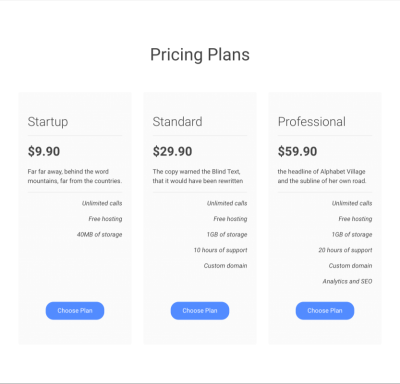 Pricing Plans
Startup
$9.90
Far far away, behind the word
mountains, far from the countries.
Unlimited calls
Free hosting
40MB of storage
Choose Plan
Standard
$29.90
The copy warned the Blind Text,
that it would have been rewritten
Unlimited calls
Free hosting
1GB of storage
10 hours of support
Custom domain
Choose Plan
Professional
$59.90
the headline of Alphabet Village
and the subline of her own road.
Unlimited calls
Free hosting
1GB of storage
20 hours of support
Custom domain
Analytics and SEO
Choose Plan